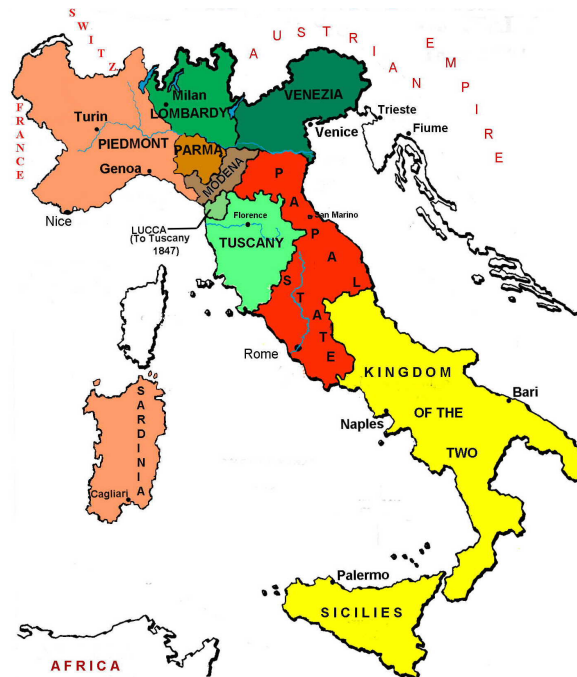 SWITZ
AUSTRIAN EMPIRE
FRANCE
Milan
LOMBARDY
VENEZIA
Turin
Venice
Trieste
Fiume
PIEDMONT
PARMA
MODENA
Genoa
Nice
LUCCA
(To Tuscany
1847)
Florence
TUSCANY
San Marino
PAPAL
STATE
Rome
KINGDOM
OF THE
TWO
SICILIES
Bari
Naples
SARDINIA
Cagliari
Palermo
AFRICA